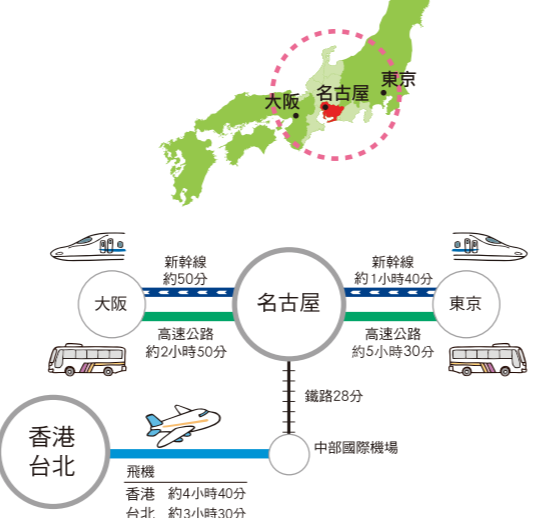 東京
名古屋
大阪
新幹線
約50分
新幹線
約1小時40分
大阪
名古屋
東京
高速公路
約2小時50分
高速公路
約5小時30分
鐵路28分
香港
台北
中部國際機場
飛機
香港 約4小時40分
台北 約3小時30分